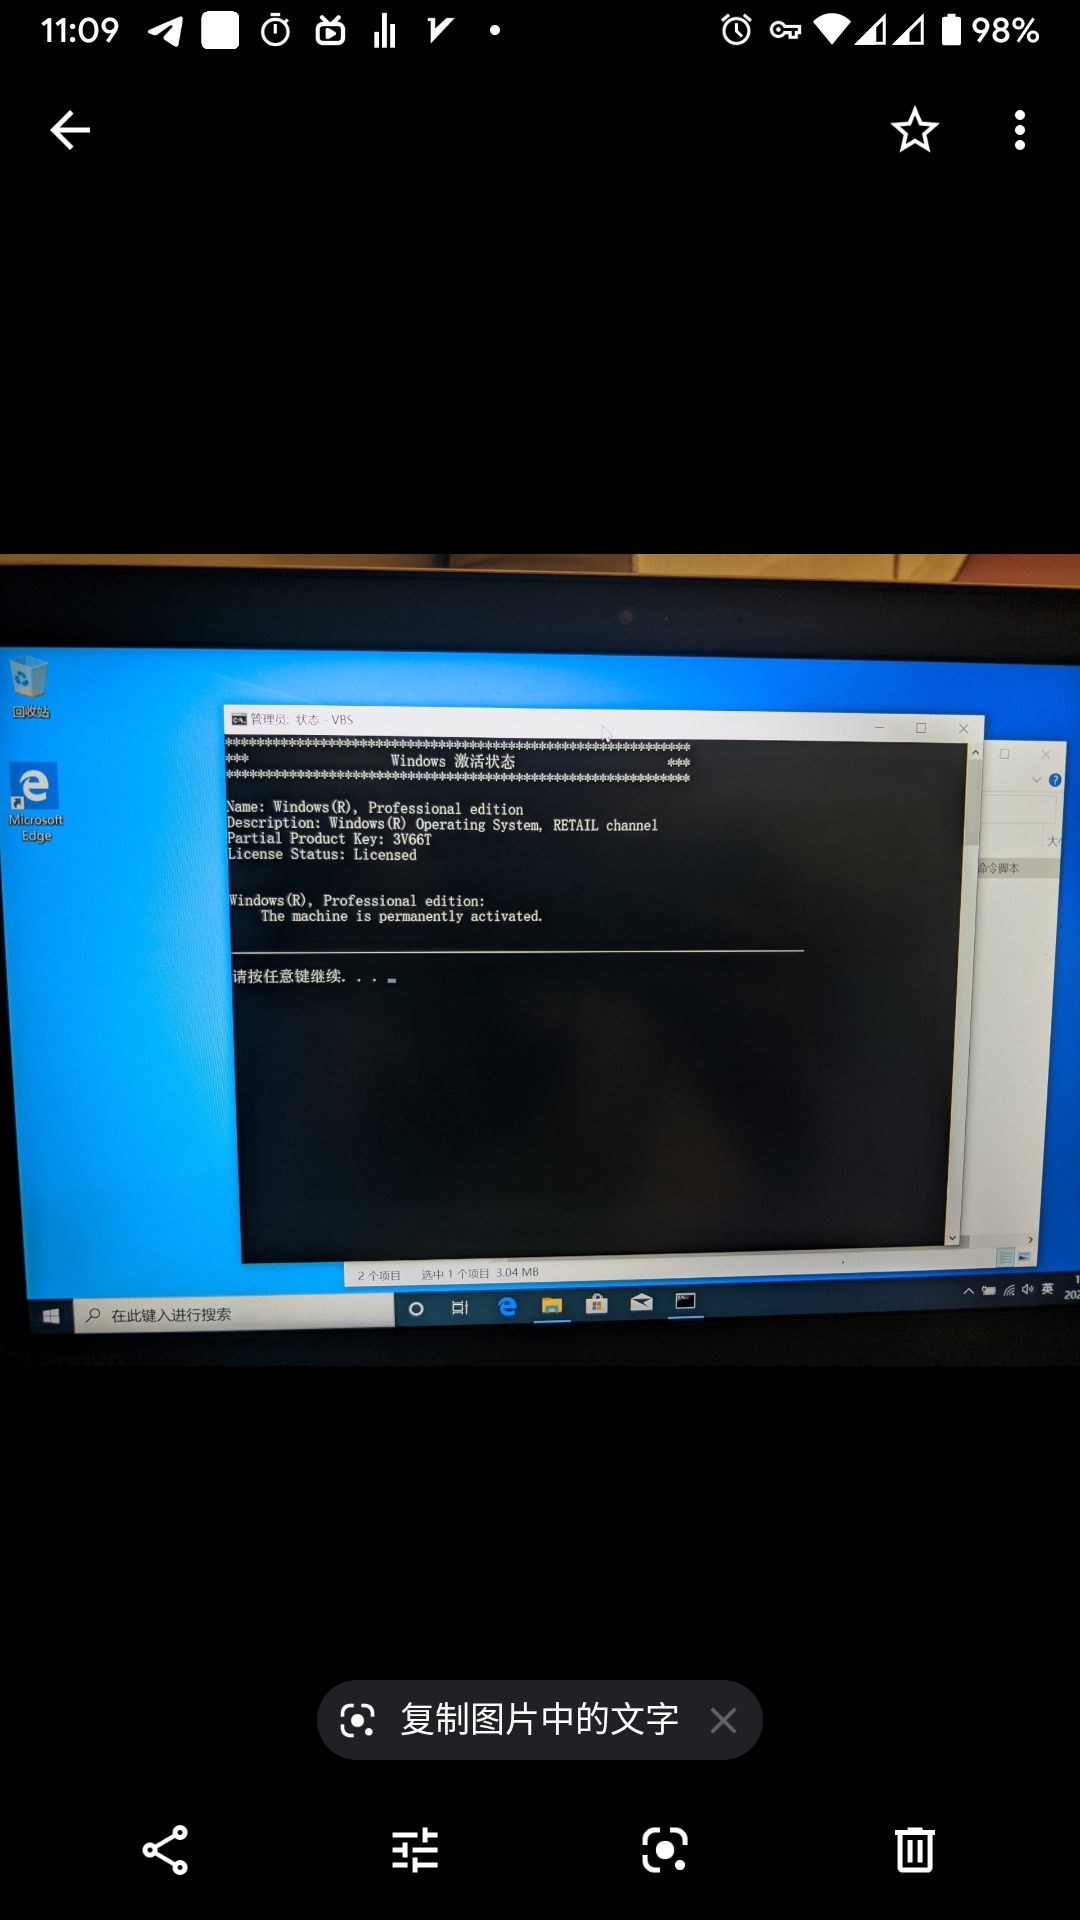 11:09
98%
回收站
Microsoft
Edge
管理员: 状态 - VBS
******************************************************************
*** Windows 激活状态 ***
******************************************************************
Name: Windows(R), Professional edition
Description: Windows(R) Operating System, RETAIL channel
Partial Product Key: 3V66T
License Status: Licensed
Windows(R), Professional edition:
The machine is permanently activated.
请按任意键继续. . .
命令脚本
2 个项目 选中 1 个项目 3.04 MB
在此键入进行搜索
英
复制图片中的文字